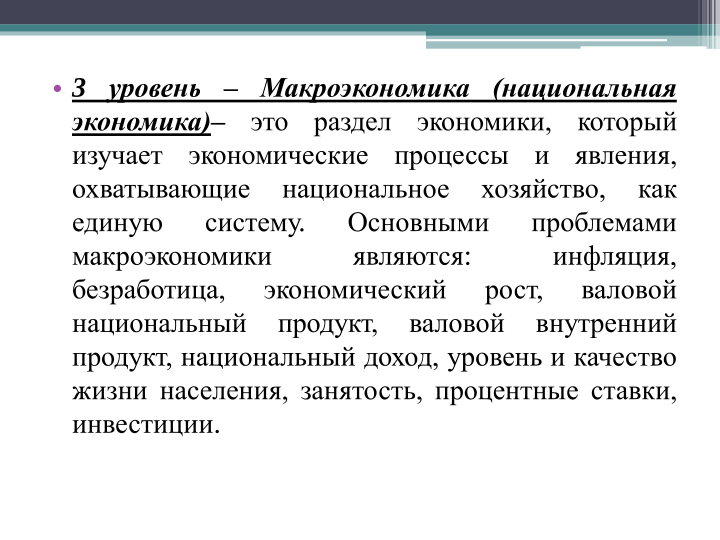 • 3 уровень – Макроэкономика (национальная
экономика)– это раздел экономики, который
изучает экономические процессы и явления,
охватывающие национальное хозяйство, как
единую систему. Основными проблемами
макроэкономики являются: инфляция,
безработица, экономический рост, валовой
национальный продукт, валовой внутренний
продукт, национальный доход, уровень и качество
жизни населения, занятость, процентные ставки,
инвестиции.